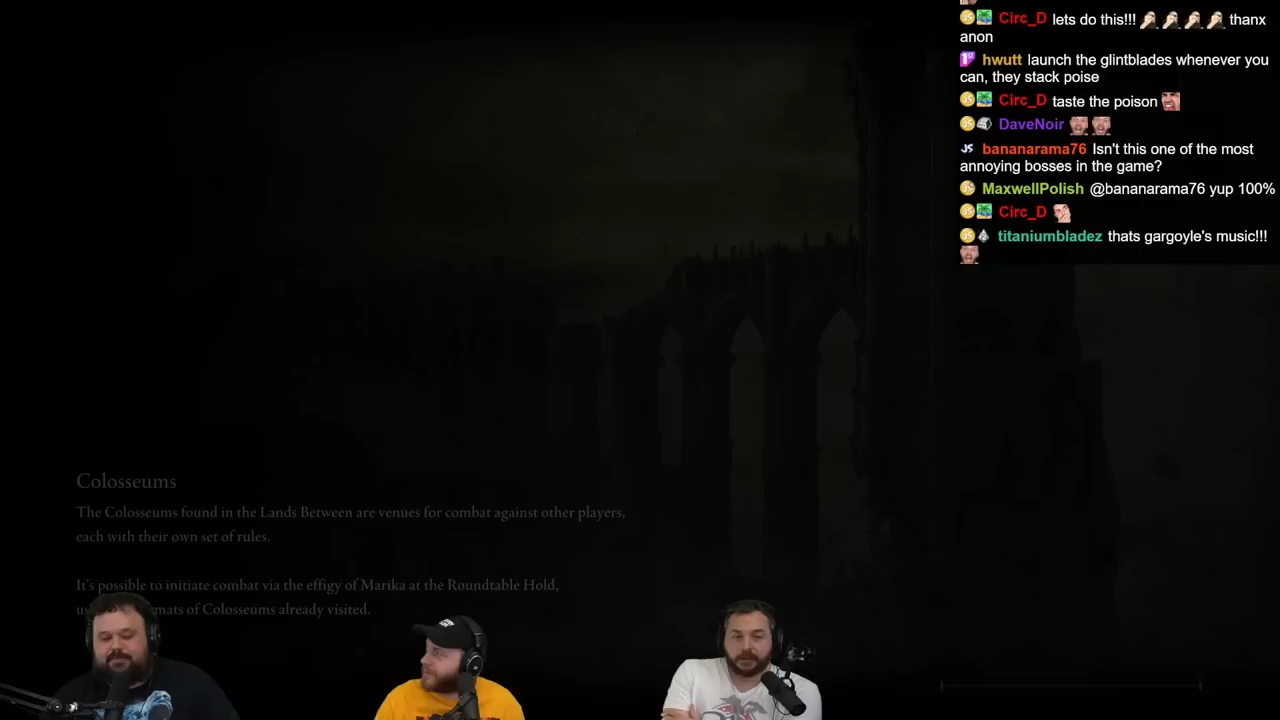 Circ_D lets do this!!! thanx
anon
hwutt launch the glintblades whenever you
can, they stack poise
Circ_D taste the poison
DaveNoir
bananarama76 Isn't this one of the most
annoying bosses in the game?
MaxwellPolish @bananarama76 yup 100%
Circ_D
titaniumbladez thats gargoyle's music!!!
Colosseums
The Colosseums found in the Lands Between are venues for combat against other players,
each with their own set of rules.
It's possible to initiate combat via the effigy of Marika at the Roundtable Hold,
of Colosseums already visited.